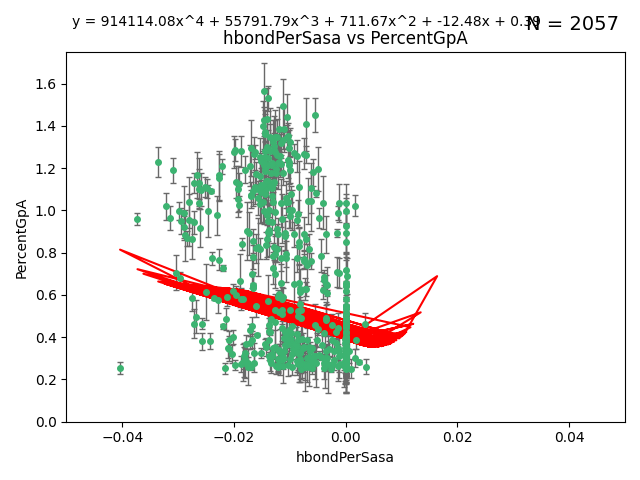 y = 914114.08x^4 + 55791.79x^3 + 711.67x^2 + -12.48x + 0.39
N = 2057
hbondPerSasa vs PercentGpA
1.6
1.4
1.2
1.0
0.8
0.6
0.4
0.2
0.0
PercentGpA
−0.04 −0.02 0.00 0.02 0.04
hbondPerSasa